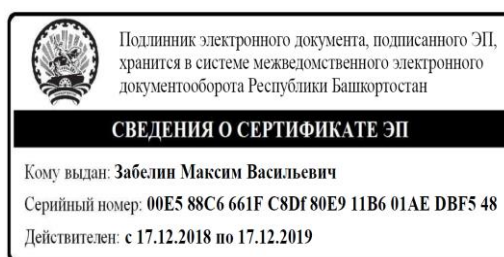 Подлинник электронного документа, подписанного ЭП,
хранится в системе межведомственного электронного
документооборота Республики Башкортостан
СВЕДЕНИЯ О СЕРТИФИКАТЕ ЭП
Кому выдан: Забелин Максим Васильевич
Серийный номер: 00E5 88C6 661F C8Df 80E9 11B6 01AE DBF5 48
Действителен: с 17.12.2018 по 17.12.2019